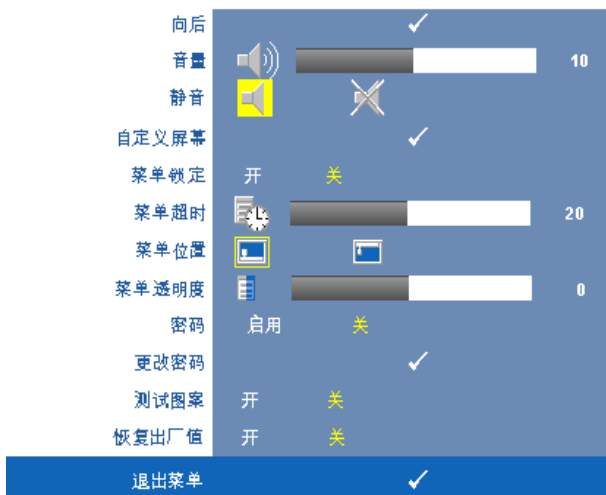 向后
音量 10
静音
自定义屏幕
菜单锁定 开 关
菜单超时 20
菜单位置
菜单透明度 0
密码 启用 关
更改密码
测试图案 开 关
恢复出厂值 开 关
退出菜单